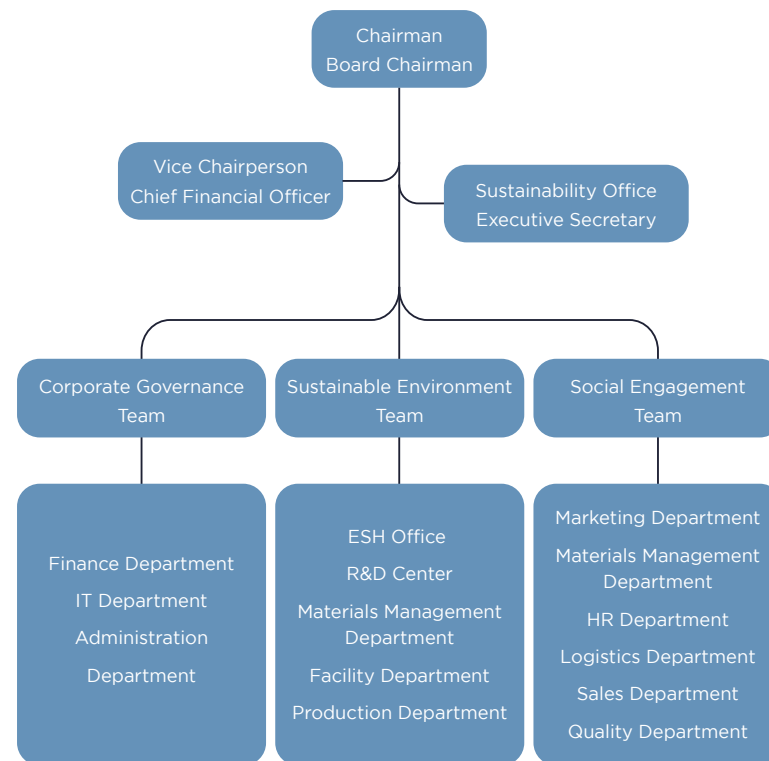 Chairman
Board Chairman
Vice Chairperson
Chief Financial Officer
Sustainability Office
Executive Secretary
Corporate Governance
Team
Sustainable Environment
Team
Social Engagement
Team
Finance Department
IT Department
Administration
Department
ESH Office
R&D Center
Materials Management
Department
Facility Department
Production Department
Marketing Department
Materials Management
Department
HR Department
Logistics Department
Sales Department
Quality Department